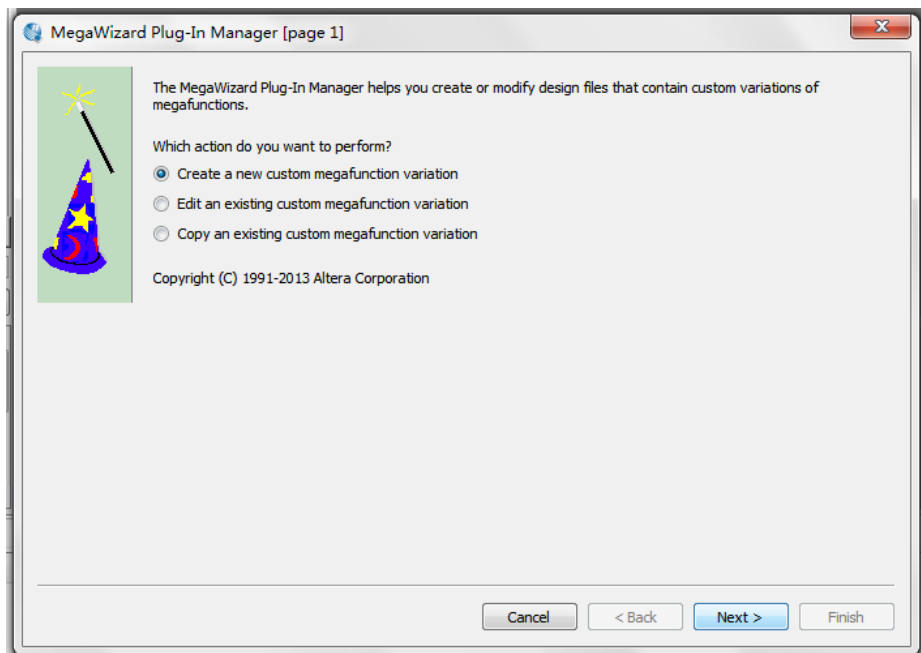 MegaWizard Plug-In Manager [page 1]
The MegaWizard Plug-In Manager helps you create or modify design files that contain custom variations of
megafunctions.
Which action do you want to perform?
Create a new custom megafunction variation
Edit an existing custom megafunction variation
Copy an existing custom megafunction variation
Copyright (C) 1991-2013 Altera Corporation
Cancel
< Back
Next >
Finish